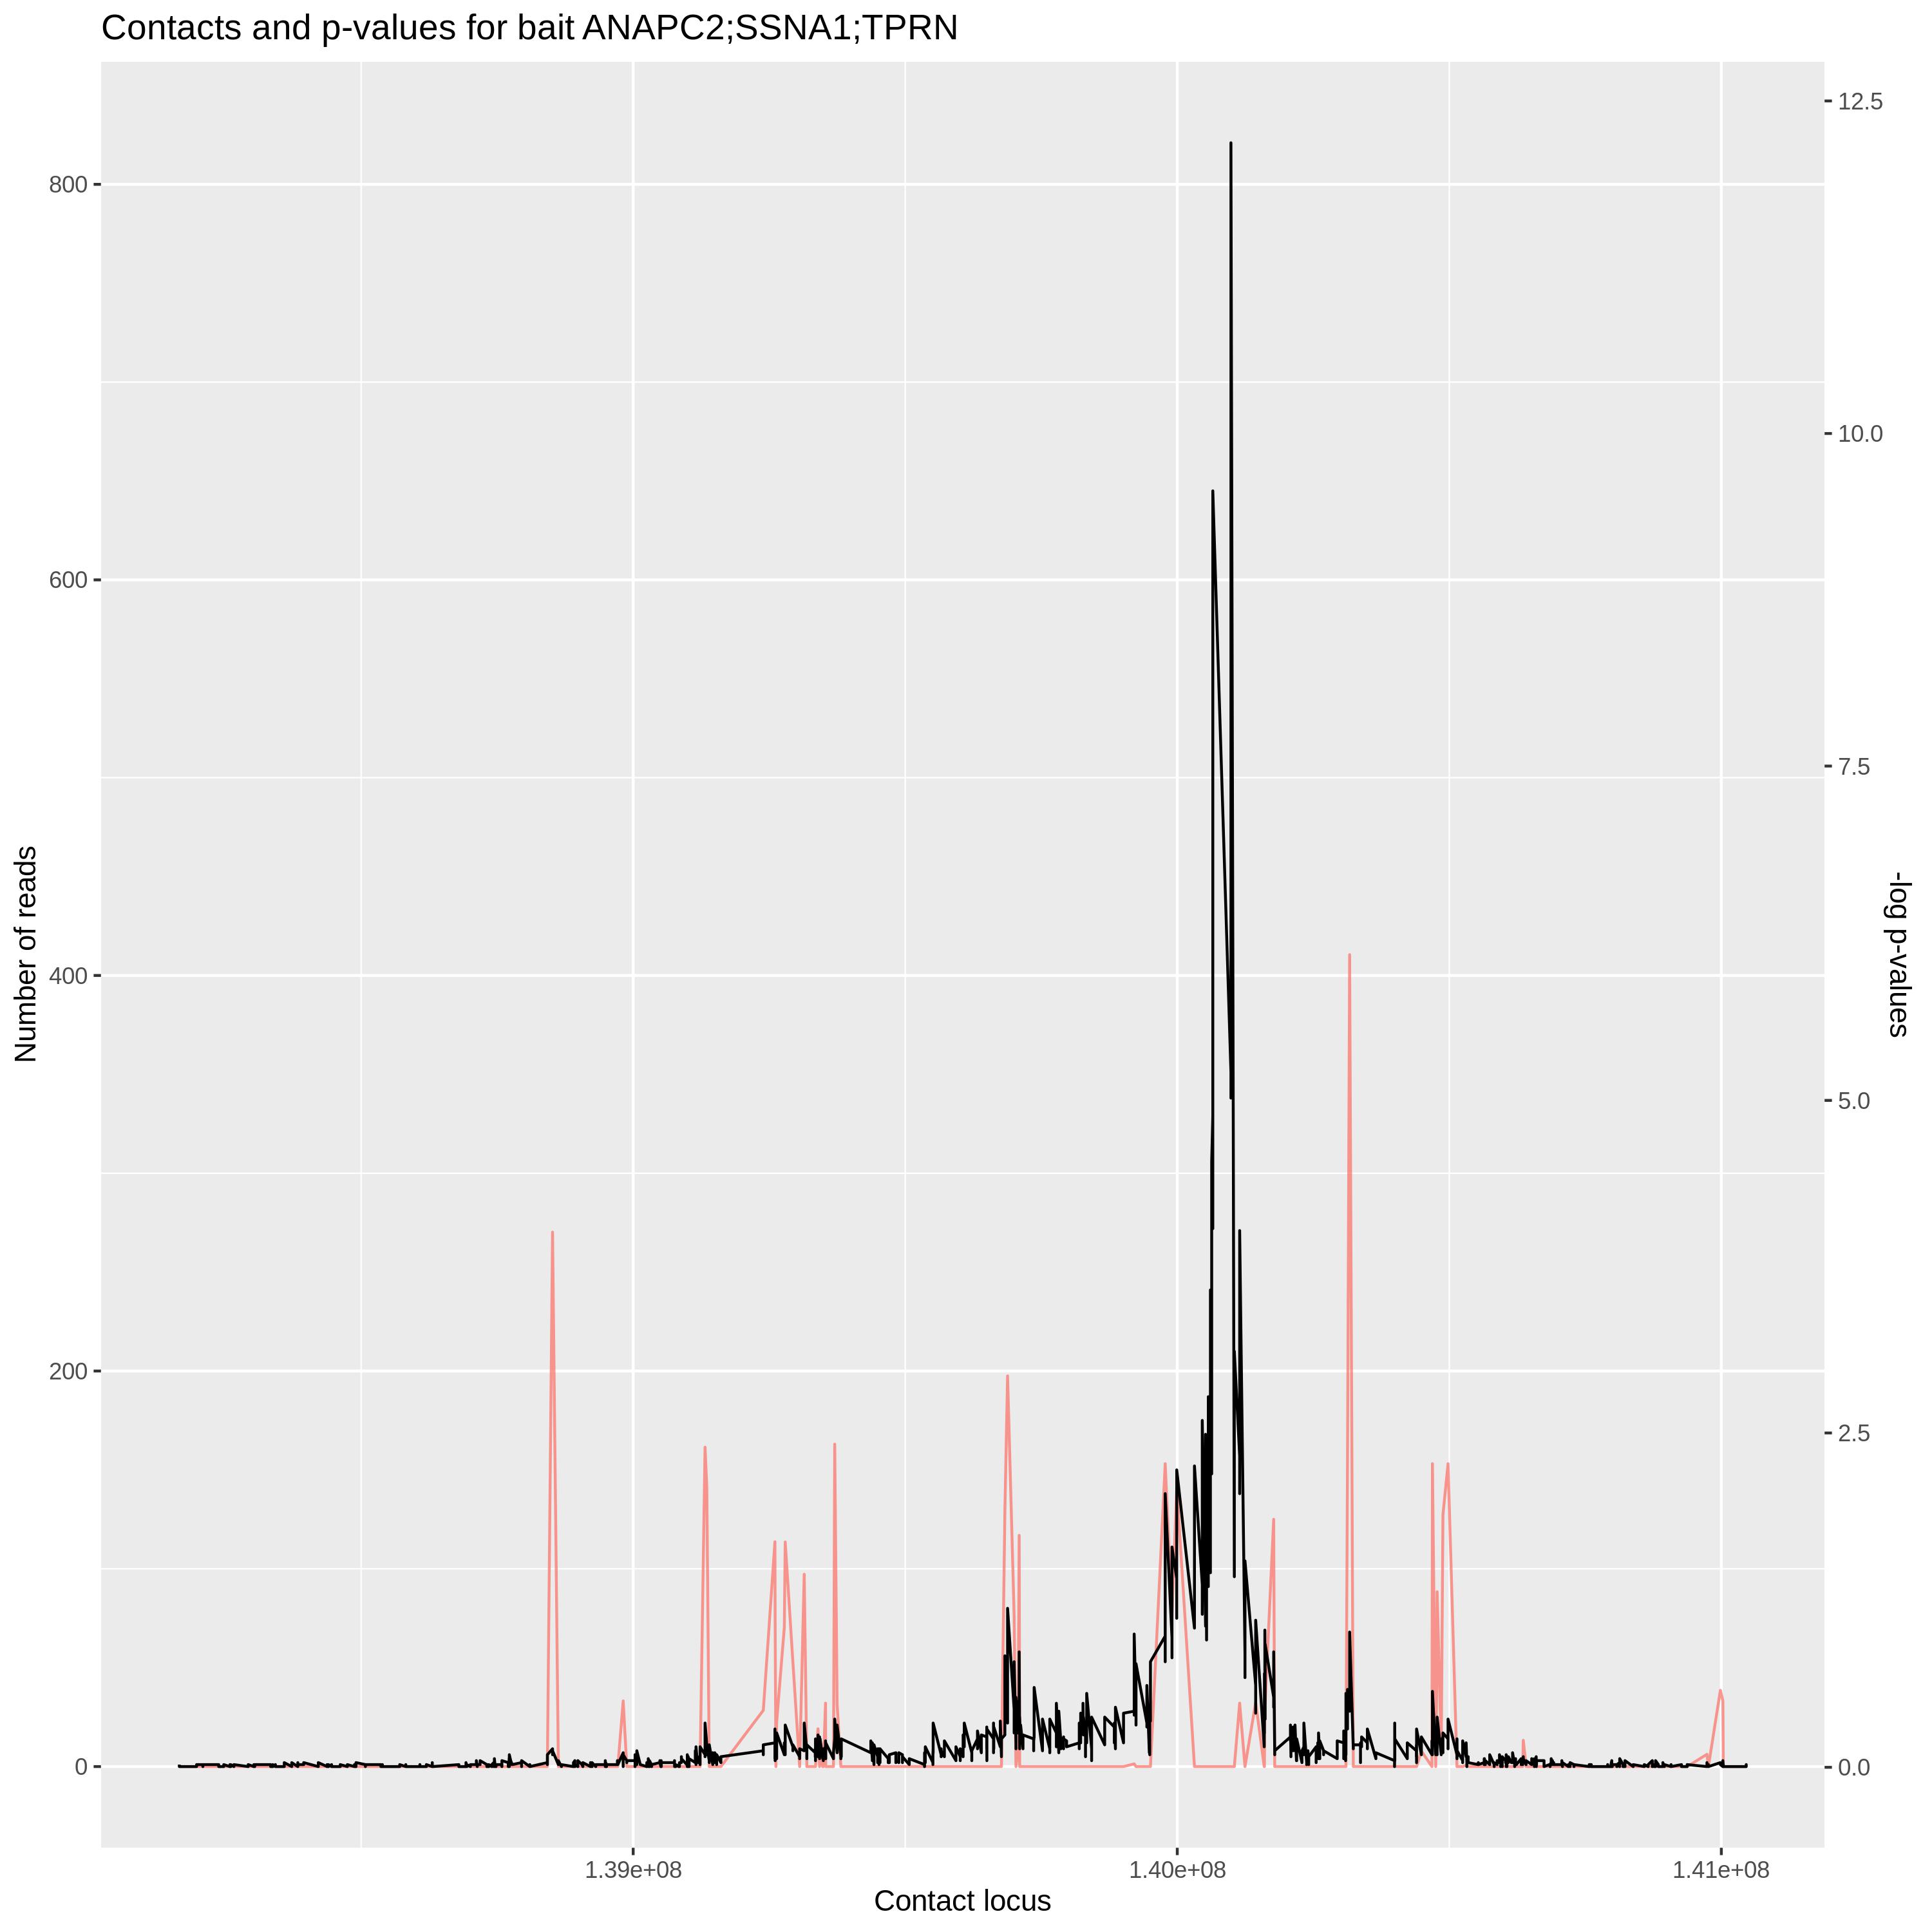 Contacts and p-values for bait ANAPC2;SSNA1;TPRN
12.5
800
10.0
7.5
600
Number of reads
-log p-values
400
5.0
200
2.5
0
0.0
1.39e+08
1.40e+08
1.41e+08
Contact locus